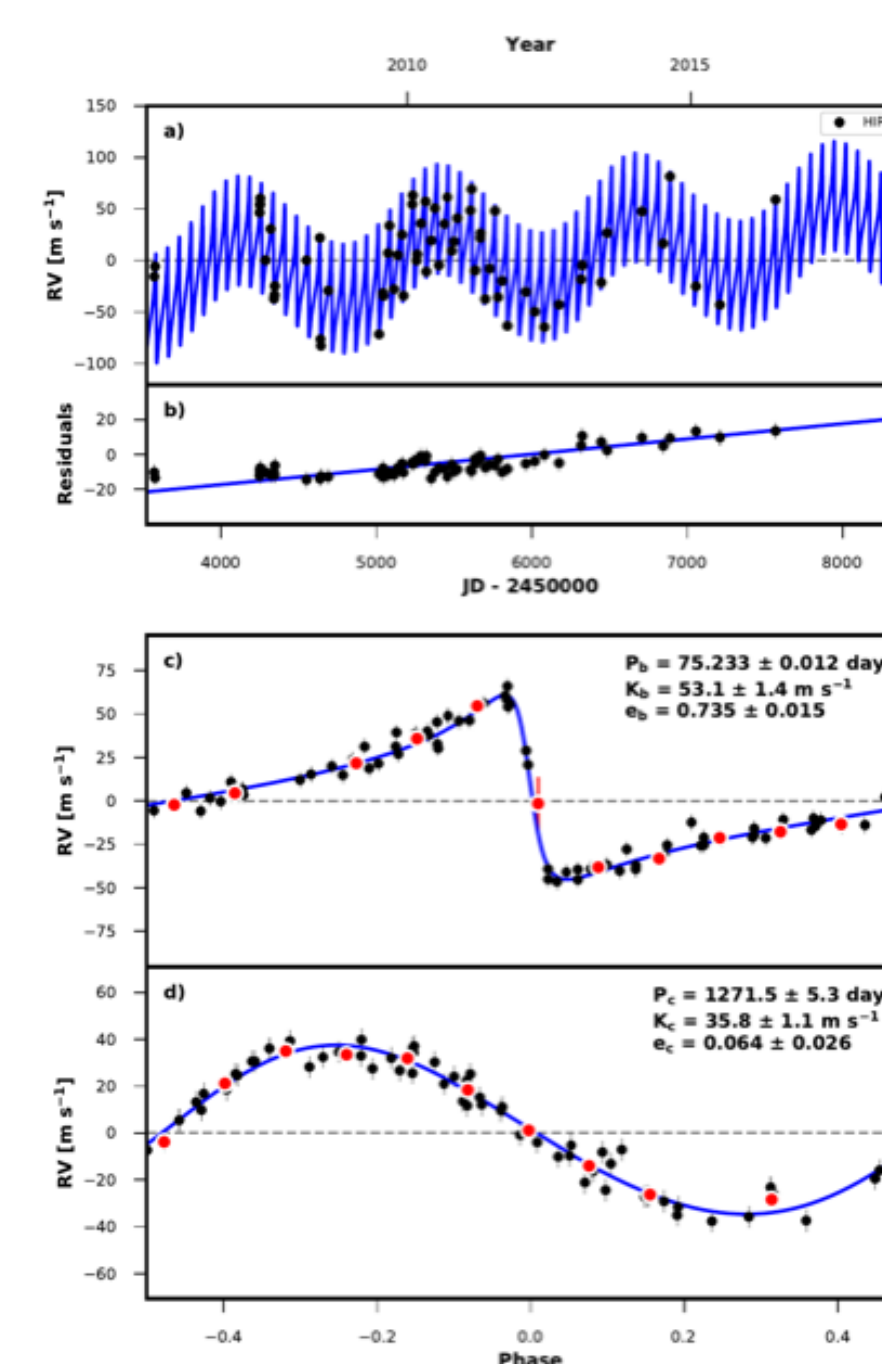 Year
2010 2015
150
a)
HIP
100
50
0
−50
−100
RV [m s⁻¹]
b)
20
0
−20
Residuals
4000 5000 6000 7000 8000
JD - 2450000
c)
P_b = 75.233 ± 0.012 day
K_b = 53.1 ± 1.4 m s⁻¹
e_b = 0.735 ± 0.015
75
50
25
0
−25
−50
−75
RV [m s⁻¹]
d)
P_c = 1271.5 ± 5.3 day
K_c = 35.8 ± 1.1 m s⁻¹
e_c = 0.064 ± 0.026
60
40
20
0
−20
−40
−60
RV [m s⁻¹]
−0.4 −0.2 0.0 0.2 0.4
Phase